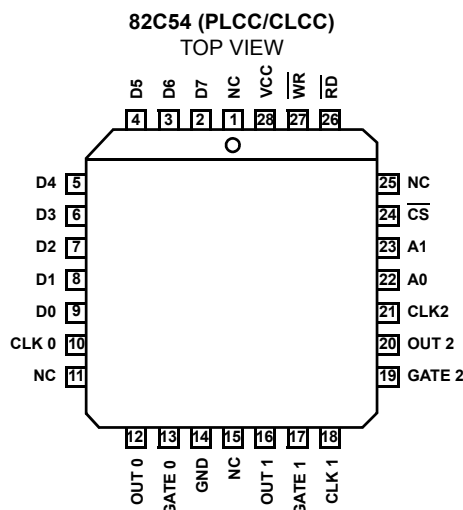 82C54 (PLCC/CLCC)
TOP VIEW
D5 D6 D7 NC VCC WR RD
4 3 2 1 28 27 26
D4 5 25 NC
D3 6 24 CS
D2 7 23 A1
D1 8 22 A0
D0 9 21 CLK2
CLK 0 10 20 OUT 2
NC 11 19 GATE 2
12 13 14 15 16 17 18
OUT 0 GATE 0 GND NC OUT 1 GATE 1 CLK 1